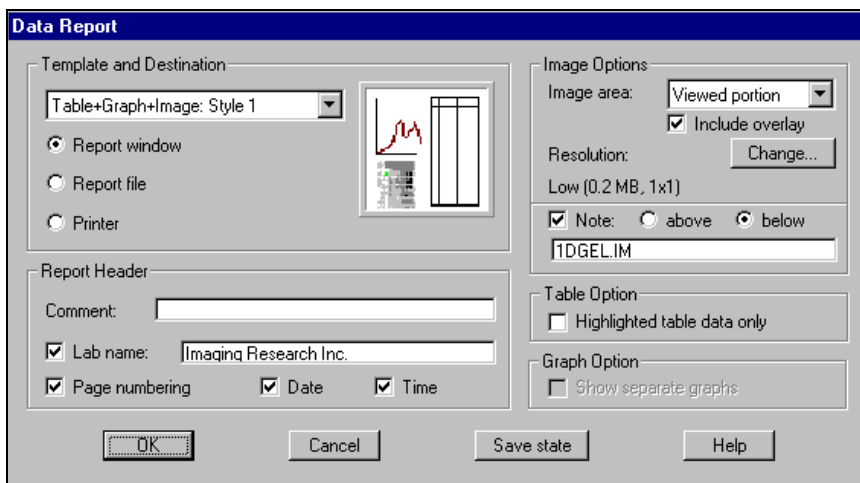 Data Report
Template and Destination
Table+Graph+Image: Style 1
Report window
Report file
Printer
Report Header
Comment:
Lab name: Imaging Research Inc.
Page numbering Date Time
Image Options
Image area: Viewed portion
Include overlay
Resolution: Change...
Low (0.2 MB, 1x1)
Note: above below
1DGEL.IM
Table Option
Highlighted table data only
Graph Option
Show separate graphs
OK Cancel Save state Help